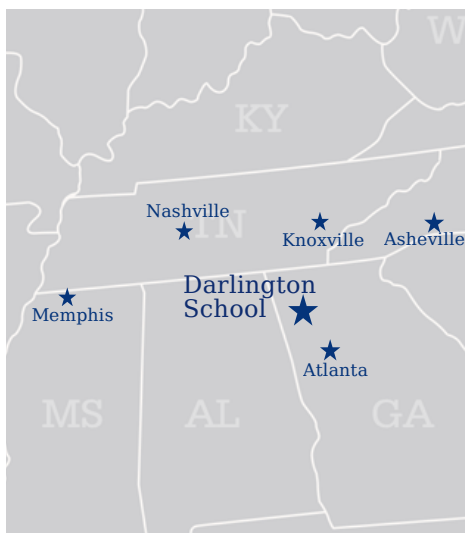 W
KY
Nashville
TN
Knoxville
Asheville
Darlington
School
Memphis
Atlanta
MS
AL
GA